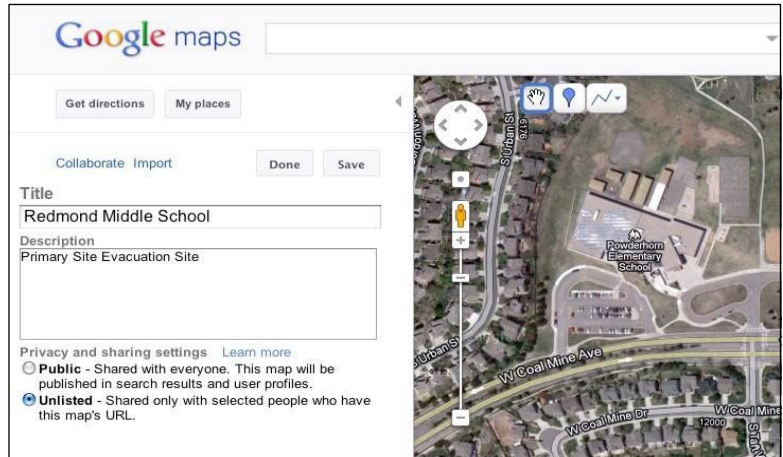 Google maps
Get directions
My places
Collaborate Import
Done
Save
Title
Redmond Middle School
Description
Primary Site Evacuation Site
Privacy and sharing settings Learn more
Public - Shared with everyone. This map will be
published in search results and user profiles.
Unlisted - Shared only with selected people who have
this map's URL.
S Urban St
6176
Powderhorn
Elementary
School
S Urban St
W Coal Mine Ave
W Coal Mine Dr
12000
W Coal Mine